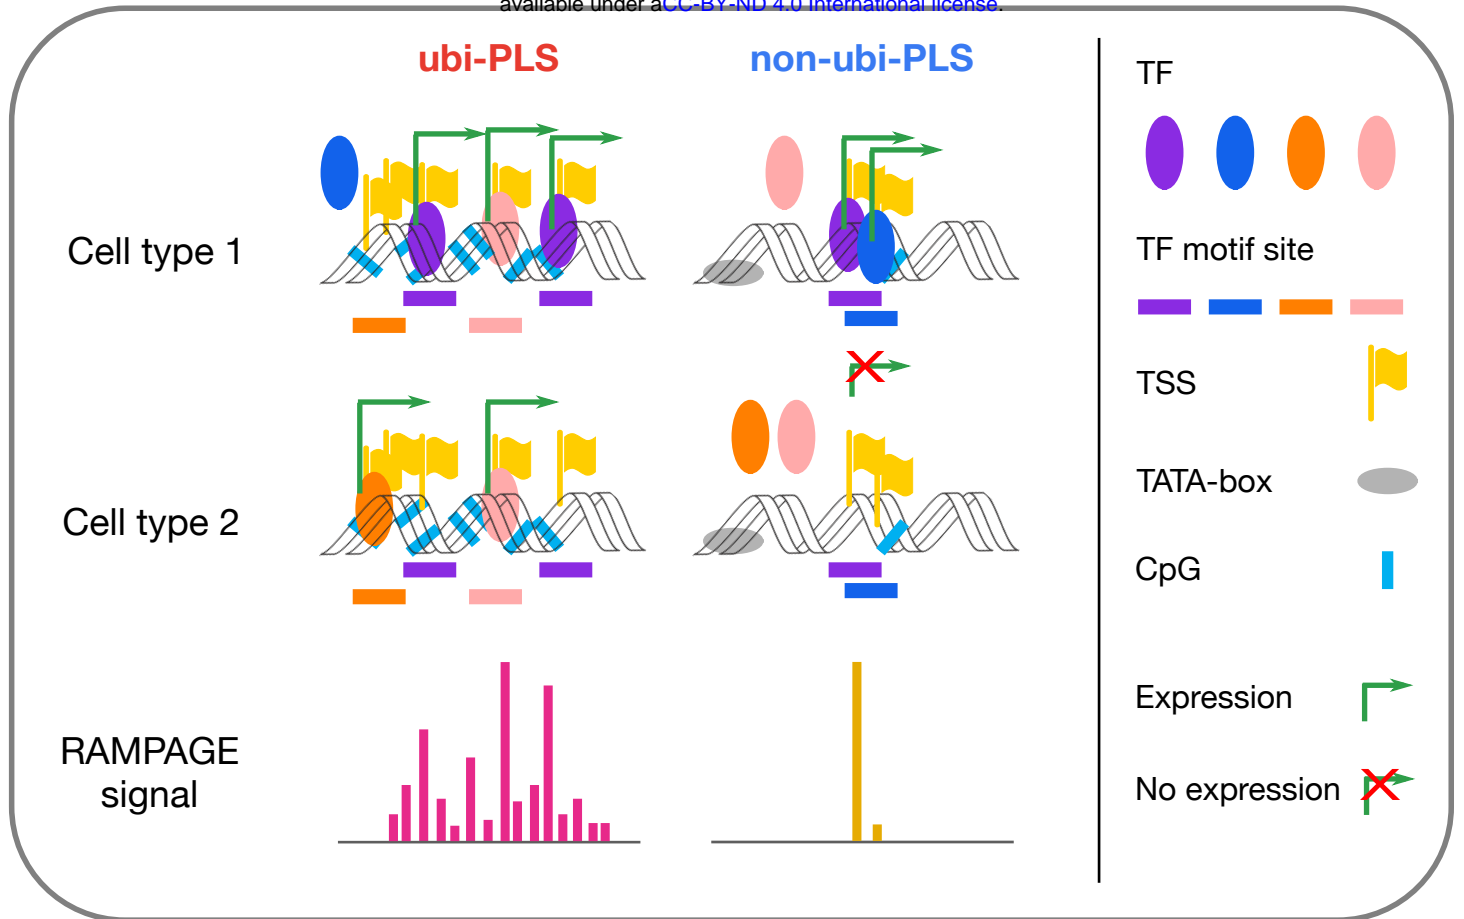 available under aCC-BY-ND 4.0 International license.
ubi-PLS
non-ubi-PLS
TF
Cell type 1
TF motif site
TSS
TATA-box
Cell type 2
CpG
Expression
RAMPAGE
signal
No expression